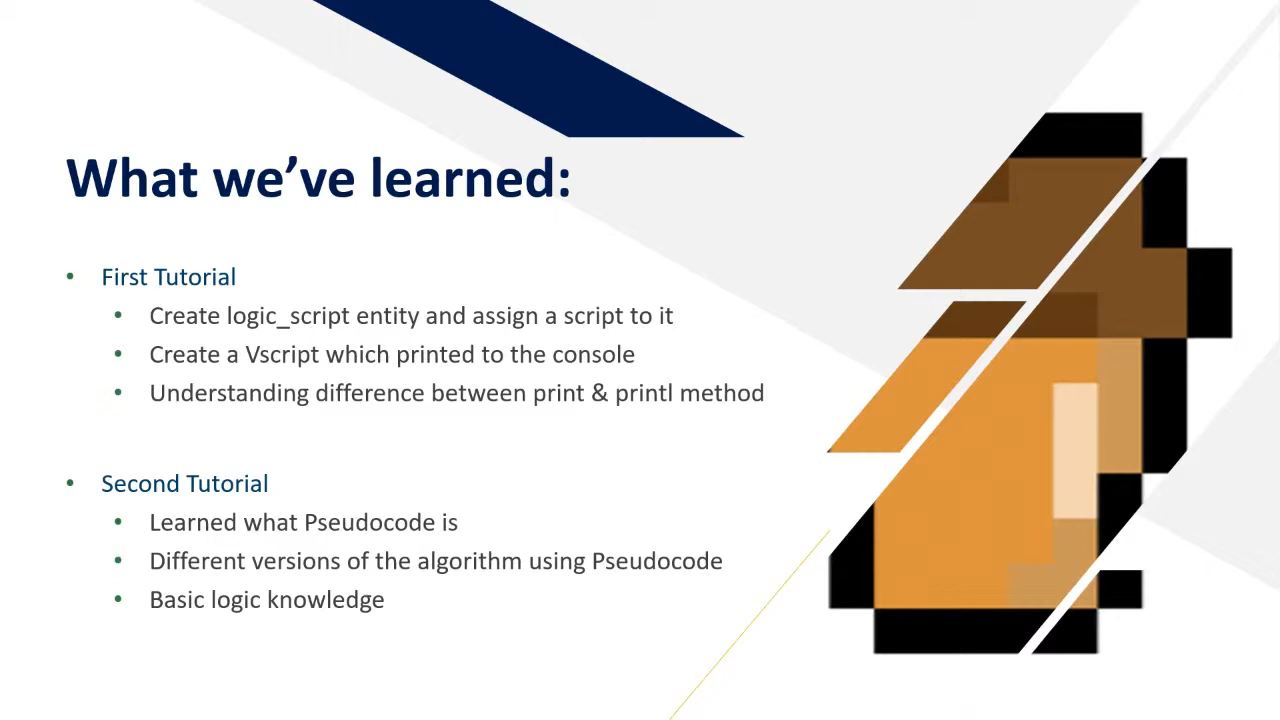 What we’ve learned:
• First Tutorial
• Create logic_script entity and assign a script to it
• Create a Vscript which printed to the console
• Understanding difference between print & printl method
• Second Tutorial
• Learned what Pseudocode is
• Different versions of the algorithm using Pseudocode
• Basic logic knowledge